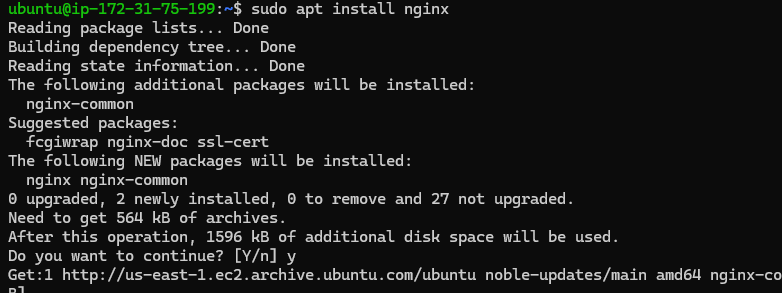 ubuntu@ip-172-31-75-199:~$ sudo apt install nginx
Reading package lists... Done
Building dependency tree... Done
Reading state information... Done
The following additional packages will be installed:
  nginx-common
Suggested packages:
  fcgiwrap nginx-doc ssl-cert
The following NEW packages will be installed:
  nginx nginx-common
0 upgraded, 2 newly installed, 0 to remove and 27 not upgraded.
Need to get 564 kB of archives.
After this operation, 1596 kB of additional disk space will be used.
Do you want to continue? [Y/n] y
Get:1 http://us-east-1.ec2.archive.ubuntu.com/ubuntu noble-updates/main amd64 nginx-co
B]